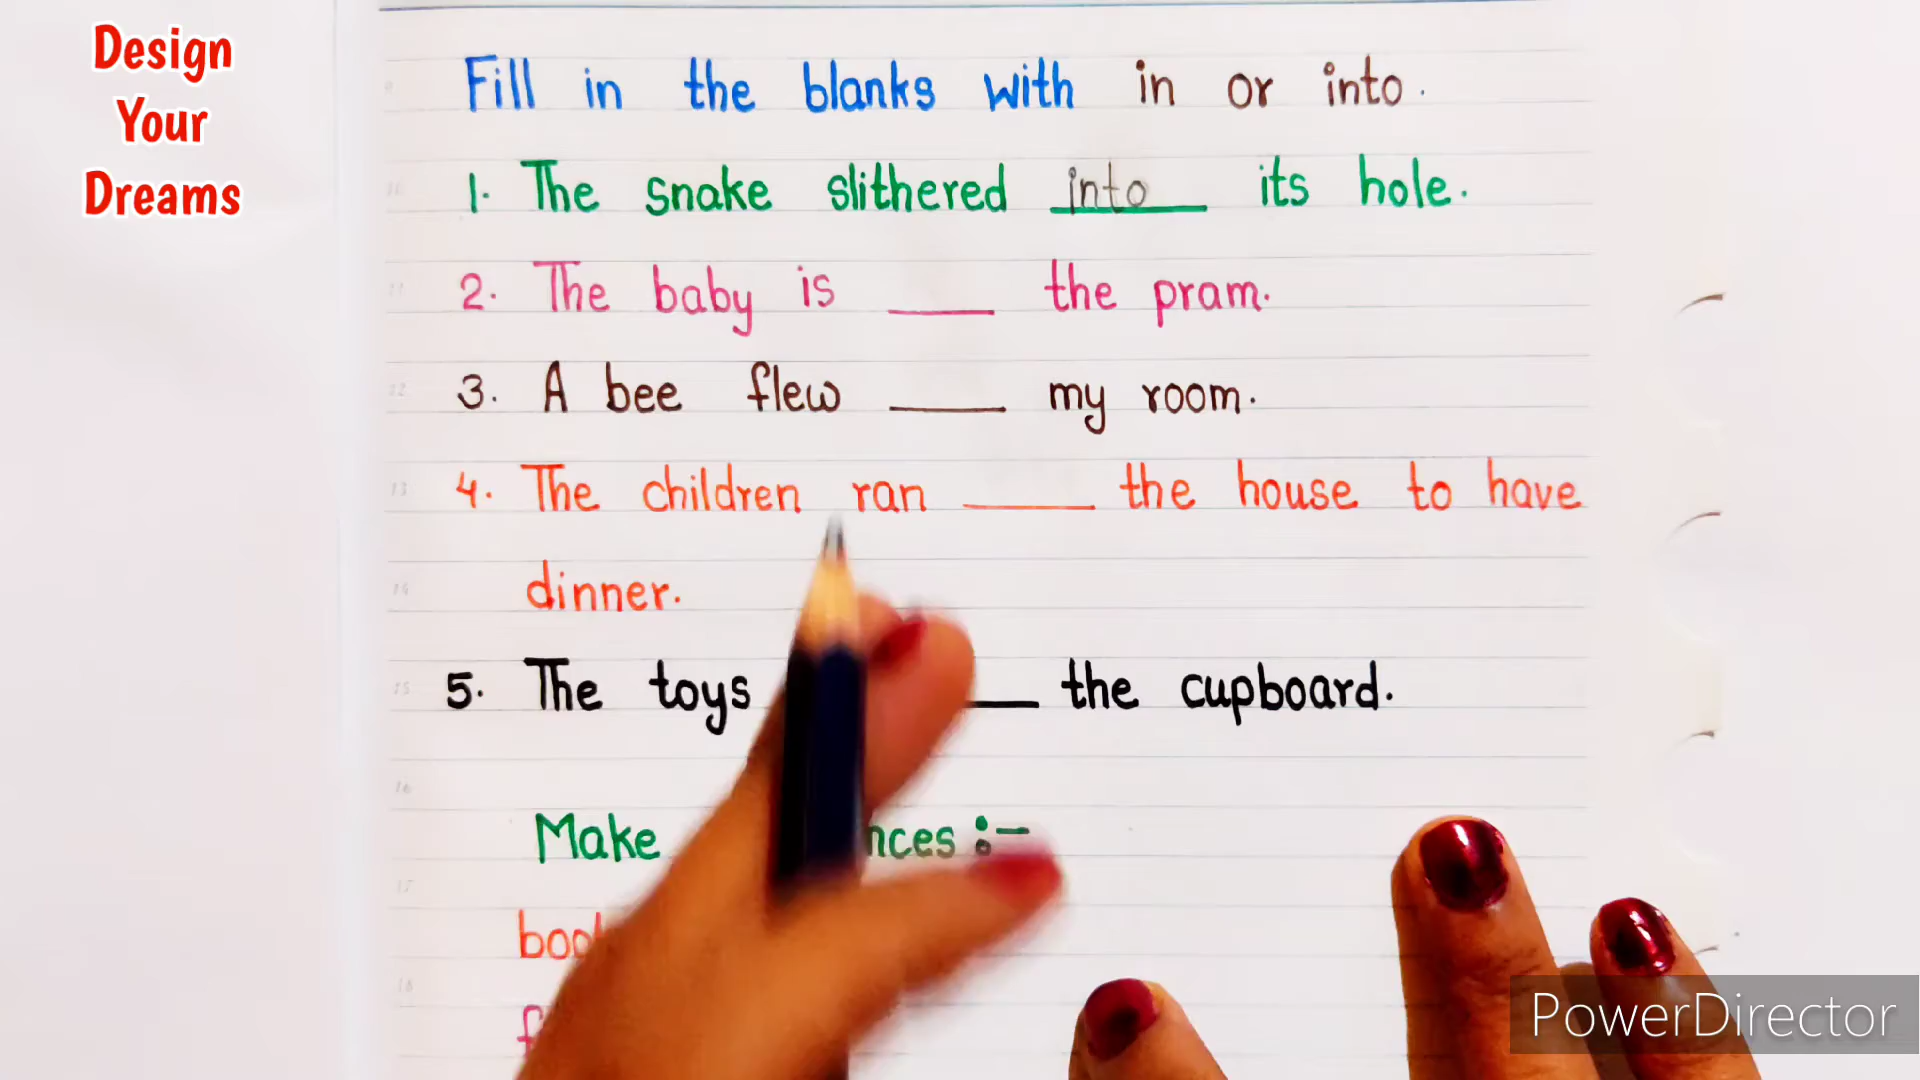 Design
Your
Dreams
Fill in the blanks with in or into.
1. The snake slithered into its hole.
2. The baby is ____ the pram.
3. A bee flew ____ my room.
4. The children ran ____ the house to have
dinner.
5. The toys ____ the cupboard.
Make :-
PowerDirector